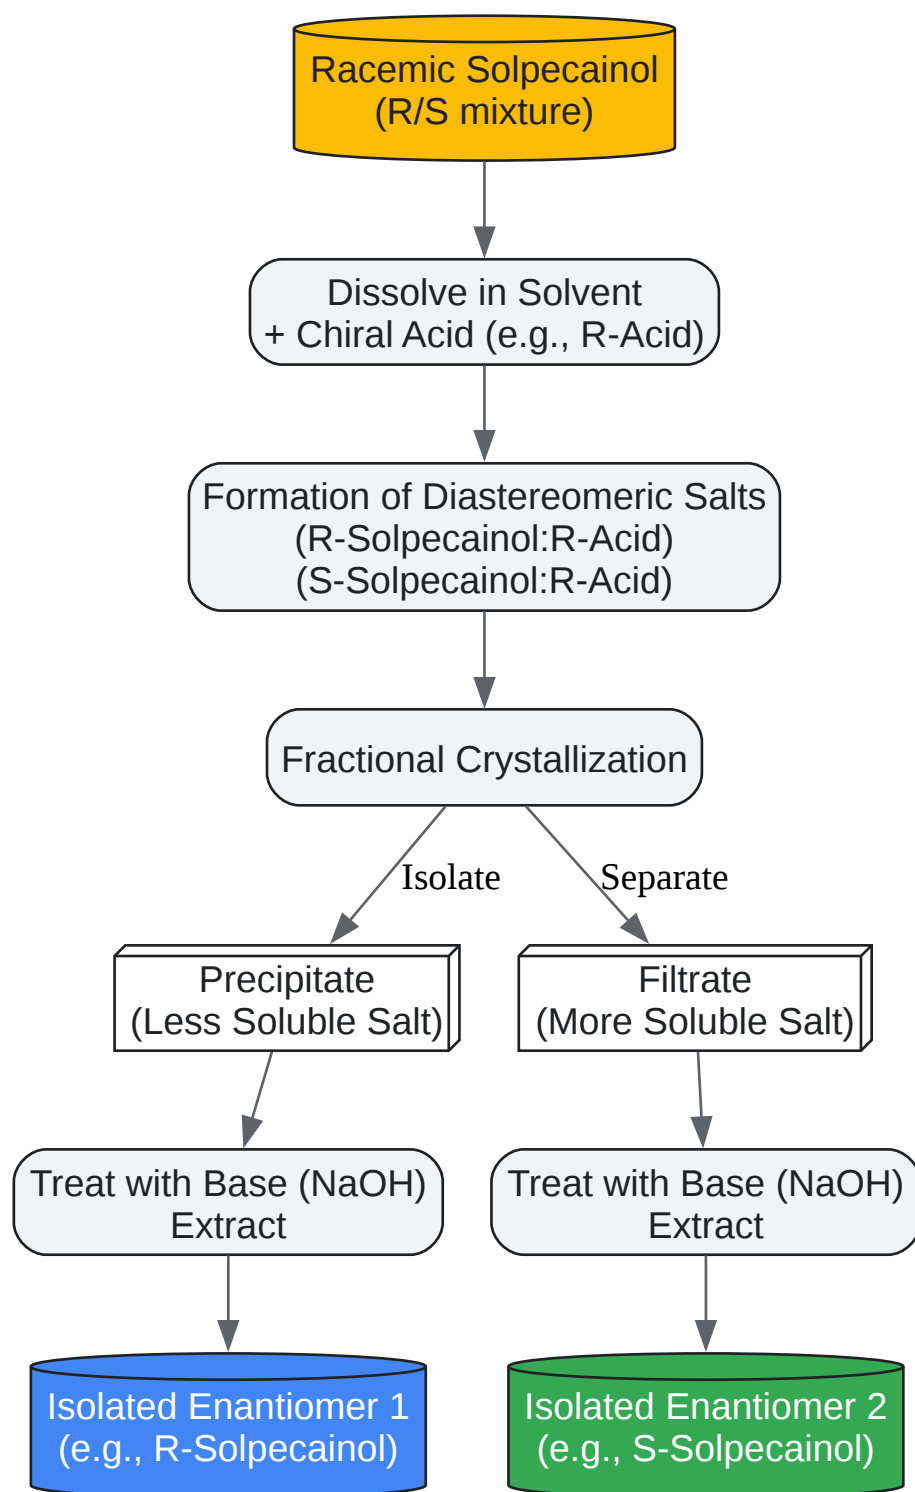 Racemic Solpecainol
(R/S mixture)
Dissolve in Solvent
+ Chiral Acid (e.g., R-Acid)
Formation of Diastereomeric Salts
(R-Solpecainol:R-Acid)
(S-Solpecainol:R-Acid)
Fractional Crystallization
Isolate
Separate
Precipitate
(Less Soluble Salt)
Filtrate
(More Soluble Salt)
Treat with Base (NaOH)
Extract
Treat with Base (NaOH)
Extract
Isolated Enantiomer 1
(e.g., R-Solpecainol)
Isolated Enantiomer 2
(e.g., S-Solpecainol)